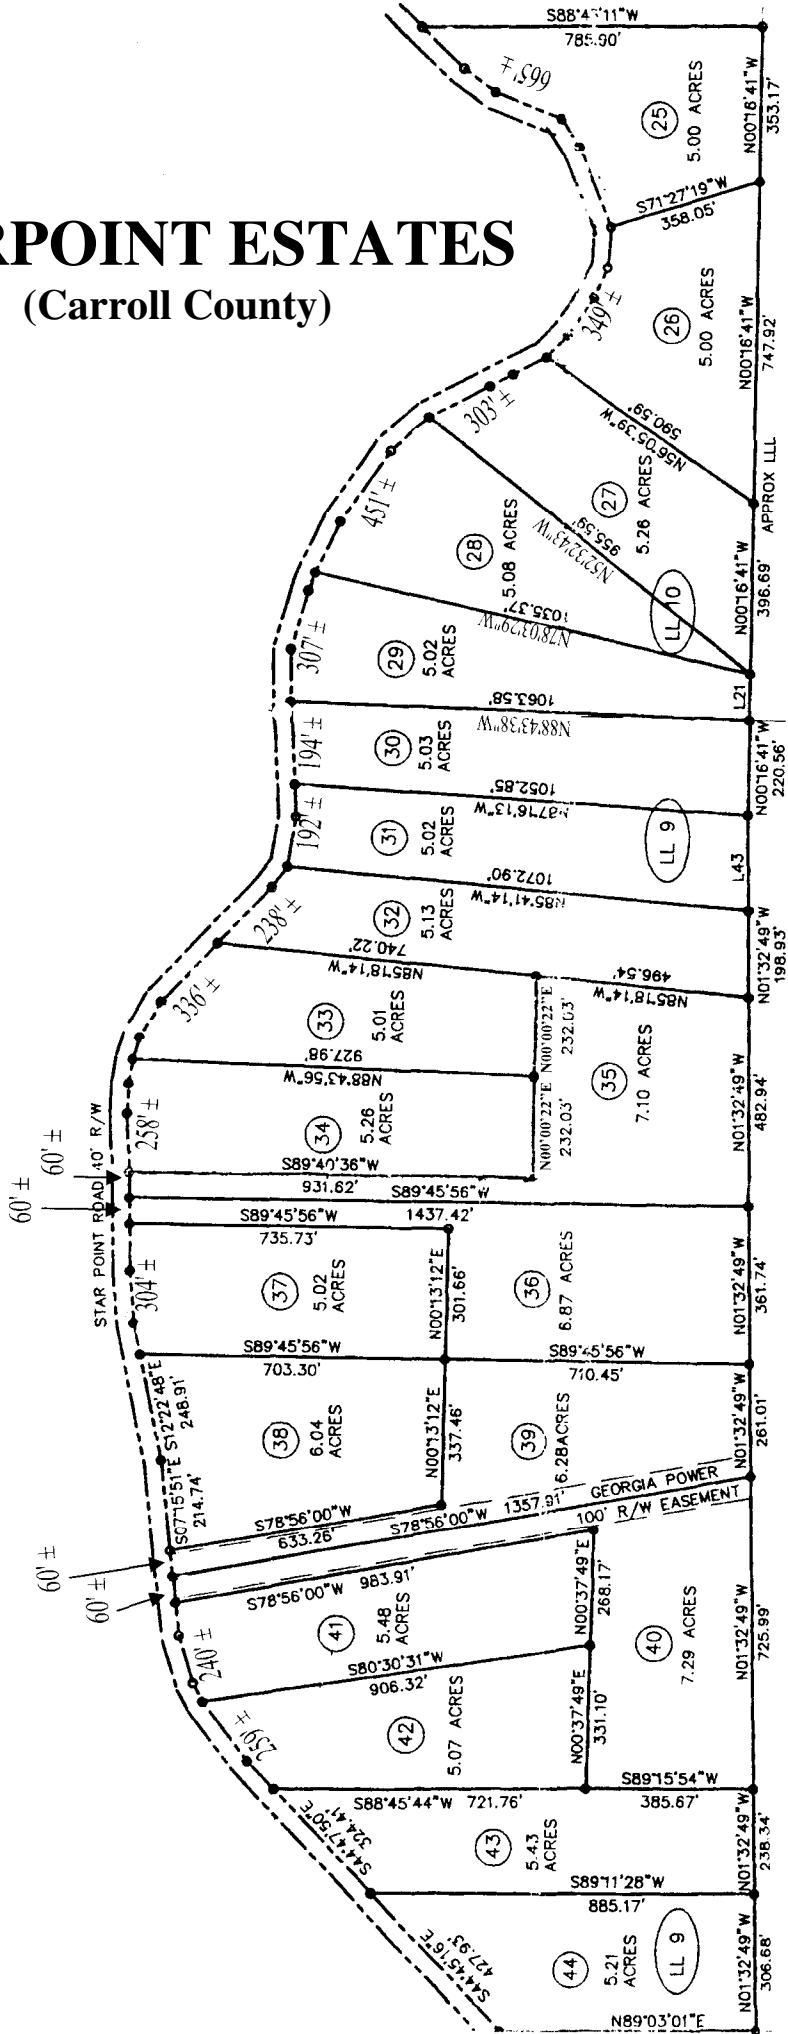 S88°4 '11"W
785.90'
665'±
N00°16'41"W
353.17'
25
5.00 ACRES
S71°27'19"W
358.05'
RPOINT ESTATES
(Carroll County)
349'±
26
5.00 ACRES
N00°16'41"W
747.92'
303'±
590.59'
N56°05'39"W
APPROX LLL
451'±
27
5.26 ACRES
955.59'
N52°32'43"W
28
5.08 ACRES
N00°16'41"W
396.69'
LL 10
1035.37'
N78°03'29"W
307'±
29
5.02
ACRES
L21
1063.58'
N88°43'38"W
194'±
30
5.03
ACRES
N00°16'41"W
220.56'
1052.85'
N87°16'13"W
192'±
31
5.02
ACRES
LL 9
L43
1072.90'
N85°41'14"W
238'±
32
5.13
ACRES
N01°32'49"W
198.93'
740.22'
N85°18'14"W
496.54'
N85°18'14"W
336'±
33
5.01
ACRES
N00°00'22"E
232.03'
927.98'
N88°43'56"W
35
7.10 ACRES
N01°32'49"W
482.94'
258'±
34
5.26
ACRES
N00°00'22"E
232.03'
60'±
60'±
STAR POINT ROAD 40' R/W
931.62'
S89°45'56"W
1437.42'
S89°45'56"W
735.73'
304'±
37
5.02
ACRES
N00°13'12"E
301.66'
36
6.87 ACRES
N01°32'49"W
361.74'
S89°45'56"W
703.30'
S89°45'56"W
710.45'
S12°22'48"E
248.91'
38
6.04
ACRES
N00°13'12"E
337.46'
39
6.28ACRES
N01°32'49"W
261.01'
S07°15'51"E
214.74'
S78°56'00"W
633.26'
S78°56'00"W
1357.91'
GEORGIA POWER
100' R/W EASEMENT
60'±
60'±
S78°56'00"W
983.91'
41
5.48
ACRES
N00°37'49"E
268.17'
240'±
S80°30'31"W
906.32'
40
7.29 ACRES
N01°32'49"W
725.99'
259'±
42
5.07 ACRES
N00°37'49"E
331.10'
S88°45'44"W
721.76'
S89°15'54"W
385.67'
S44°47'50"E
324.41'
43
5.43
ACRES
N01°32'49"W
238.34'
S89°11'28"W
885.17'
S44°45'16"E
427.93'
44
5.21
ACRES
LL 9
N01°32'49"W
306.68'
N89°03'01"E